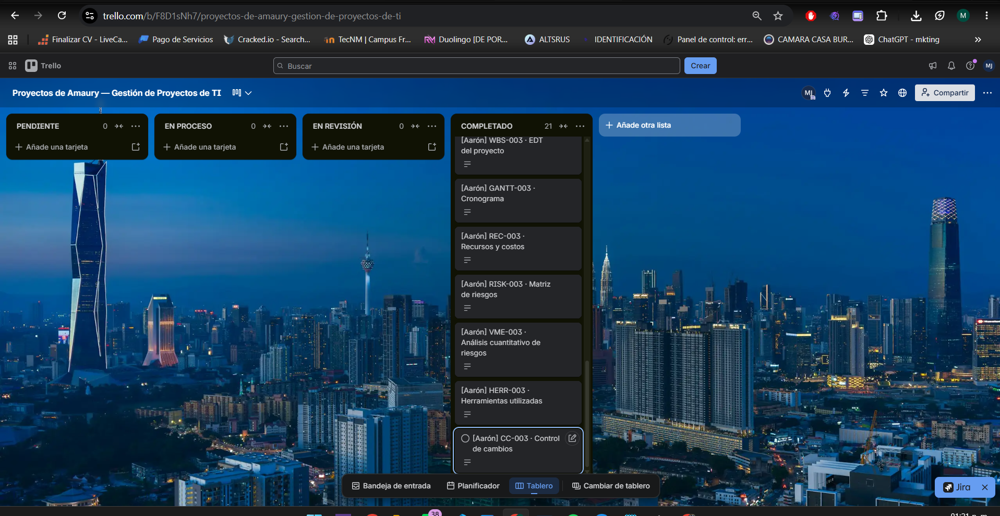 trello.com/b/F8D1sNh7/proyectos-de-amaury-gestion-de-proyectos-de-ti
M
Finalizar CV - LiveCa...
Pago de Servicios
Cracked.io - Search...
TecNM | Campus Fr...
Duolingo [DE POR...
ALTSRUS
IDENTIFICACIÓN
Panel de control: err...
CAMARA CASA BUR...
ChatGPT - mkting
Trello
Buscar
Crear
MJ
Proyectos de Amaury — Gestión de Proyectos de TI
MJ
Compartir
PENDIENTE 0
Añade una tarjeta
EN PROCESO 0
Añade una tarjeta
EN REVISIÓN 0
Añade una tarjeta
COMPLETADO 21
[Aarón] WBS-003 · EDT
del proyecto
[Aarón] GANTT-003 ·
Cronograma
[Aarón] REC-003 ·
Recursos y costos
[Aarón] RISK-003 · Matriz
de riesgos
[Aarón] VME-003 ·
Análisis cuantitativo de
riesgos
[Aarón] HERR-003 ·
Herramientas utilizadas
[Aarón] CC-003 · Control
de cambios
Añade otra lista
Bandeja de entrada
Planificador
Tablero
Cambiar de tablero
Jira
38